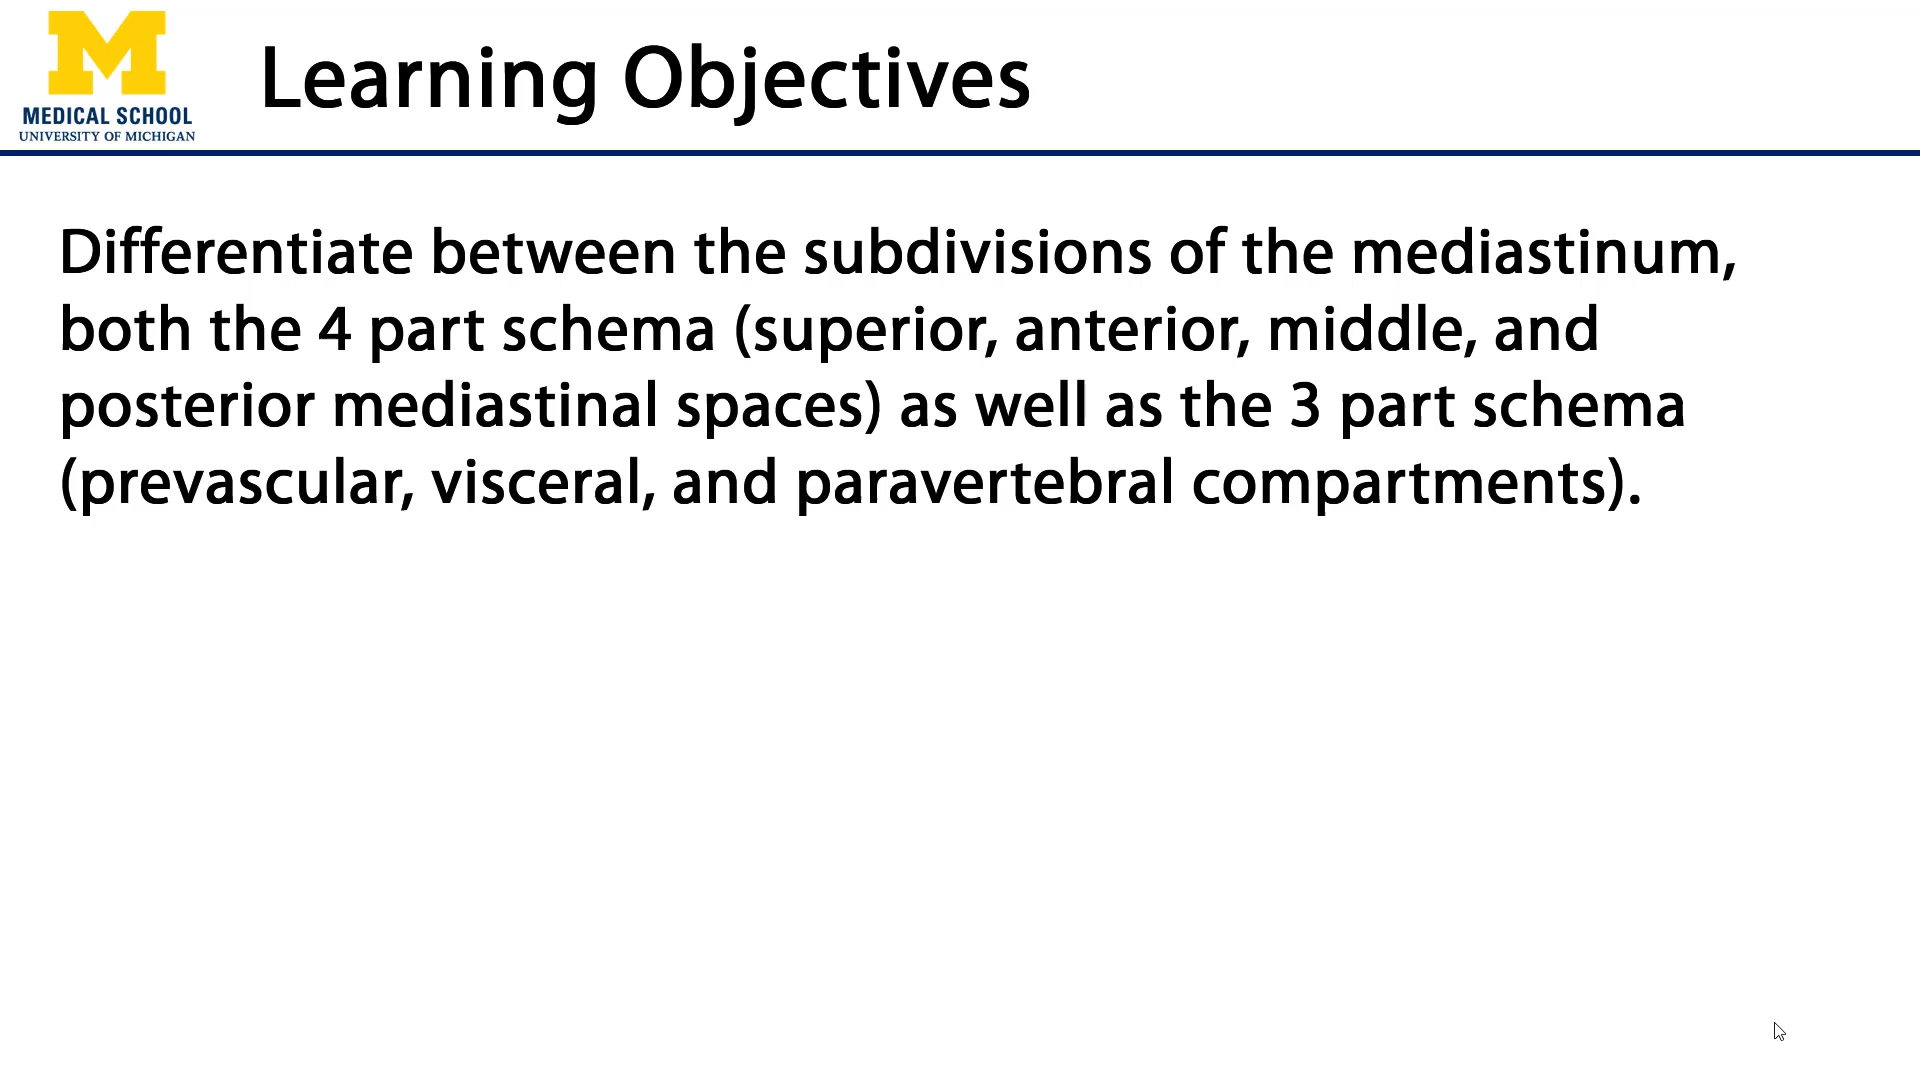 M
MEDICAL SCHOOL
UNIVERSITY OF MICHIGAN
Learning Objectives
Differentiate between the subdivisions of the mediastinum,
both the 4 part schema (superior, anterior, middle, and
posterior mediastinal spaces) as well as the 3 part schema
(prevascular, visceral, and paravertebral compartments).